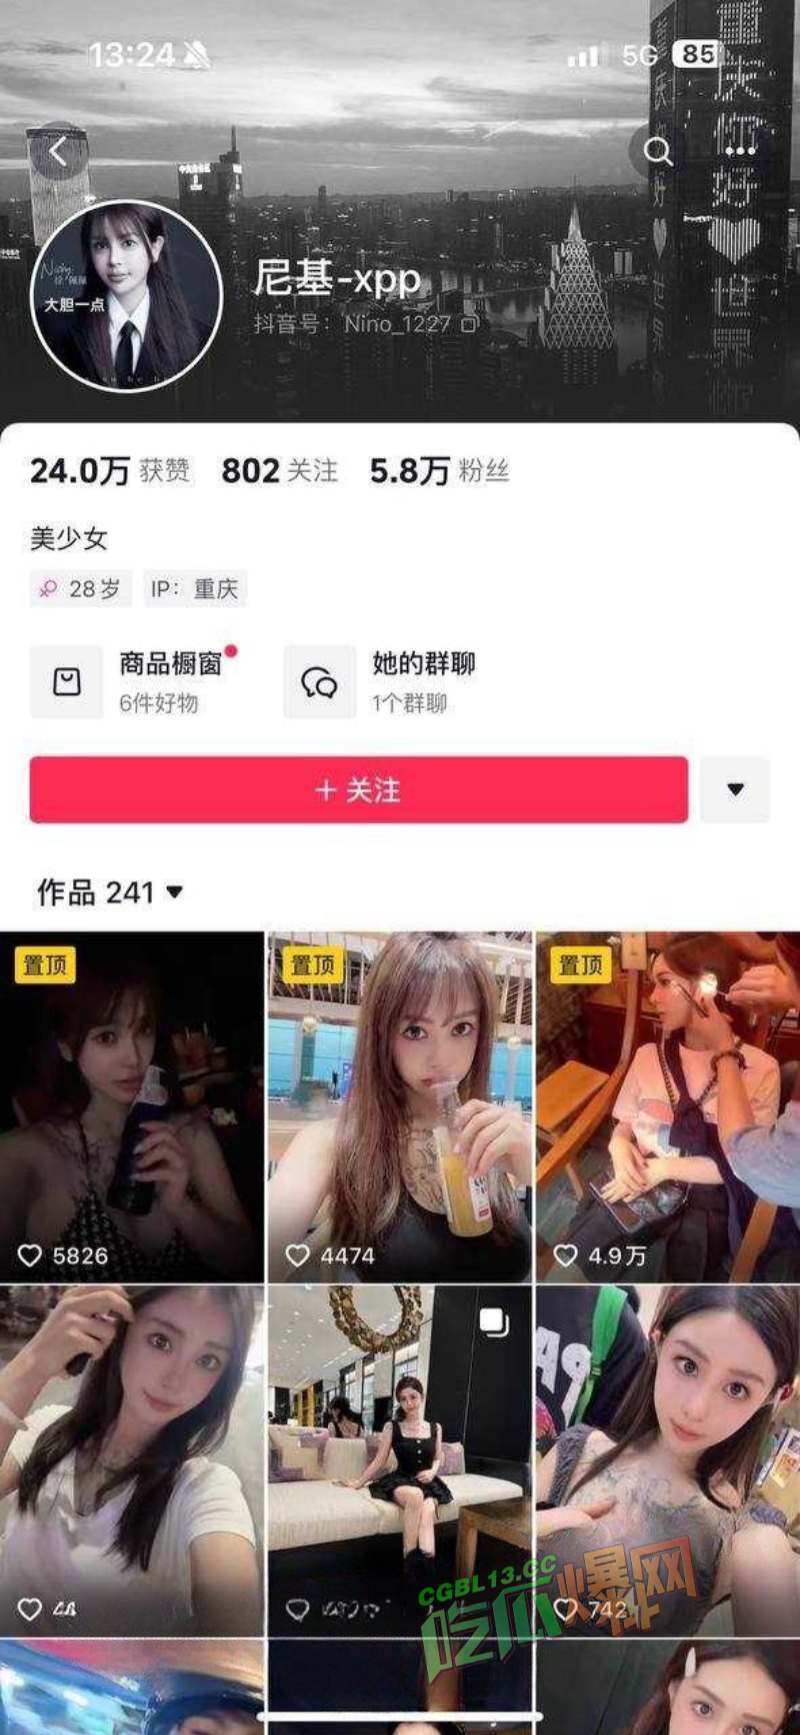 13:24
5G 85
重庆你好♥世界
尼基-xpp
抖音号：Nino_1227
大胆一点
24.0万 获赞 802 关注 5.8万 粉丝
美少女
28岁 IP：重庆
商品橱窗 她的群聊
6件好物 1个群聊
＋ 关注
作品 241
置顶 置顶 置顶
5826 4474 4.9万
CGBL13.CC
吃瓜爆料网
742